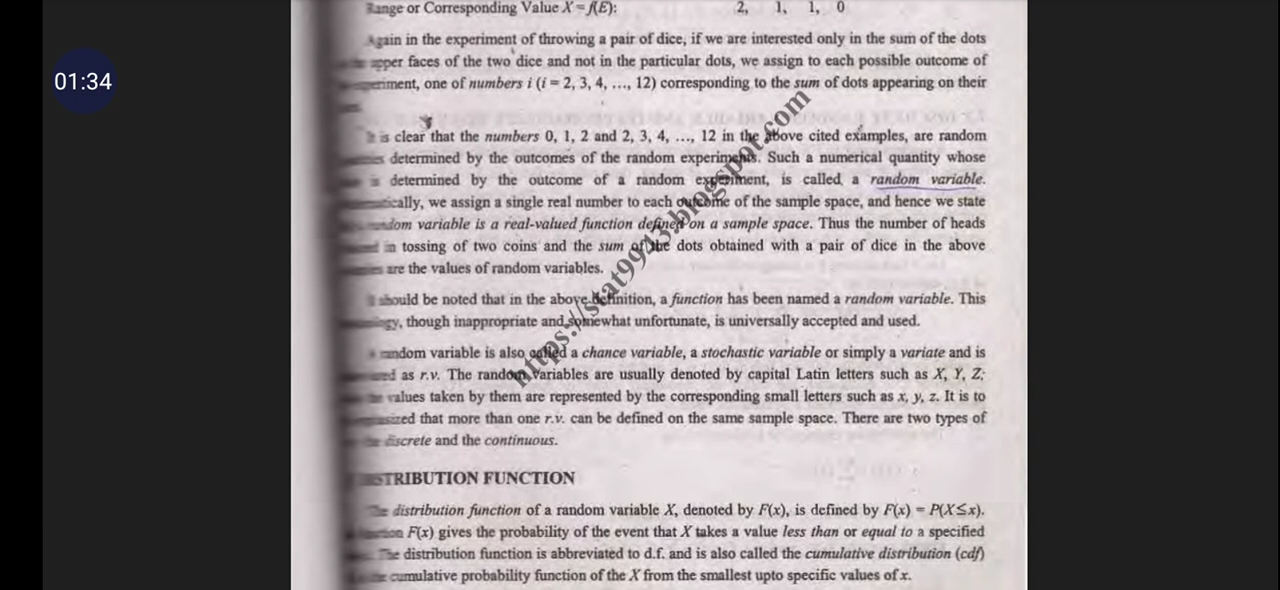 Range or Corresponding Value X = f(E): 2, 1, 1, 0
Again in the experiment of throwing a pair of dice, if we are interested only in the sum of the dots
upper faces of the two dice and not in the particular dots, we assign to each possible outcome of
01:34
experiment, one of numbers i (i = 2, 3, 4, ..., 12) corresponding to the sum of dots appearing on their
It is clear that the numbers 0, 1, 2 and 2, 3, 4, ..., 12 in the above cited examples, are random
determined by the outcomes of the random experiments. Such a numerical quantity whose
is determined by the outcome of a random experiment, is called a random variable.
we assign a single real number to each outcome of the sample space, and hence we state
random variable is a real-valued function defined on a sample space. Thus the number of heads
in tossing of two coins and the sum of the dots obtained with a pair of dice in the above
are the values of random variables.
It should be noted that in the above definition, a function has been named a random variable. This
though inappropriate and somewhat unfortunate, is universally accepted and used.
A random variable is also called a chance variable, a stochastic variable or simply a variate and is
as r.v. The random variables are usually denoted by capital Latin letters such as X, Y, Z;
values taken by them are represented by the corresponding small letters such as x, y, z. It is to
that more than one r.v. can be defined on the same sample space. There are two types of
discrete and the continuous.
https://stat9943.blogspot.com
DISTRIBUTION FUNCTION
The distribution function of a random variable X, denoted by F(x), is defined by F(x) = P(X≤x).
function F(x) gives the probability of the event that X takes a value less than or equal to a specified
The distribution function is abbreviated to d.f. and is also called the cumulative distribution (cdf)
cumulative probability function of the X from the smallest upto specific values of x.